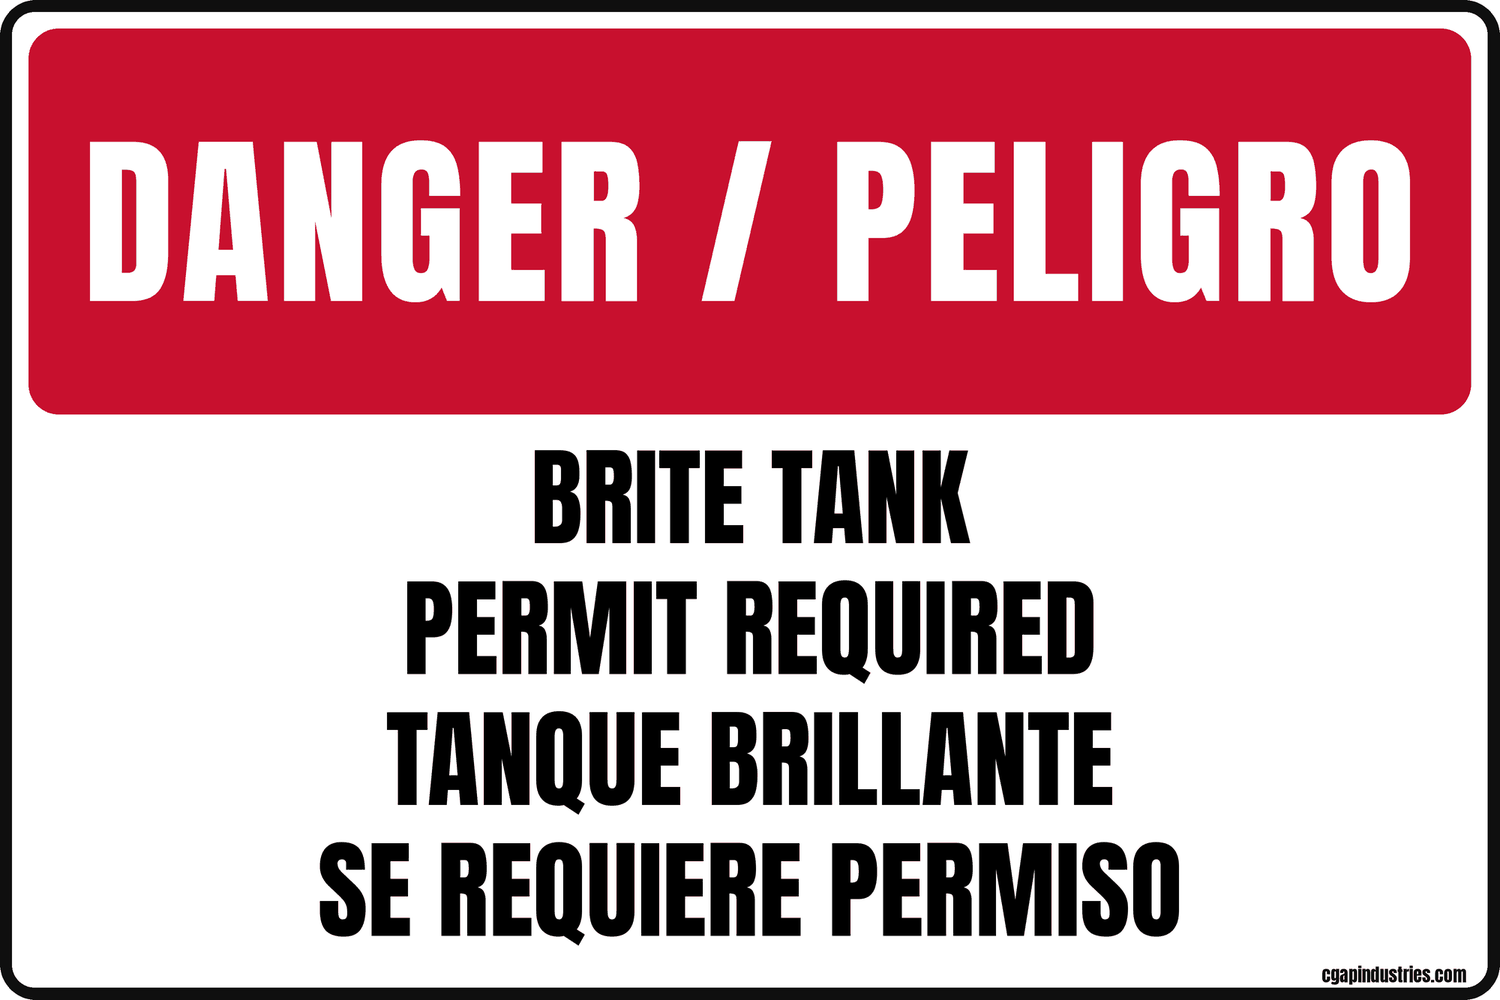 DANGER / PELIGRO
BRITE TANK
PERMIT REQUIRED
TANQUE BRILLANTE
SE REQUIERE PERMISO
cgapindustries.com